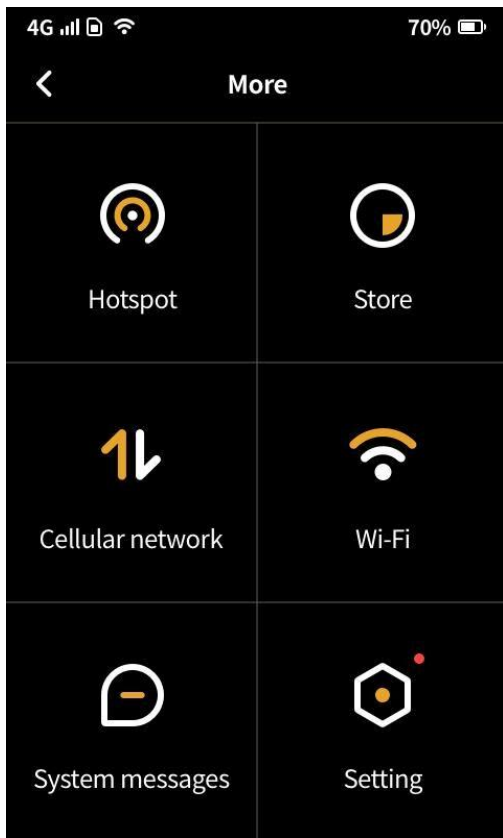 4G 70%
More
Hotspot Store
Cellular network Wi-Fi
System messages Setting